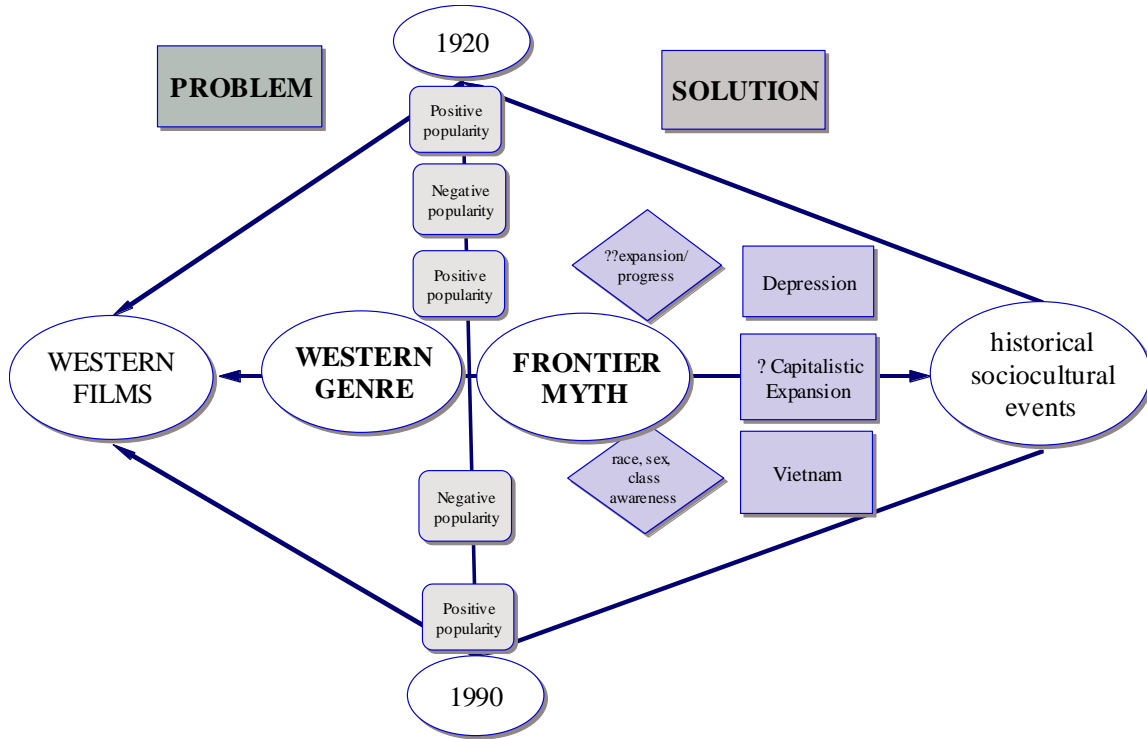 1920
PROBLEM
SOLUTION
Positive
popularity
Negative
popularity
Positive
popularity
??expansion/
progress
Depression
WESTERN
FILMS
WESTERN
GENRE
FRONTIER
MYTH
? Capitalistic
Expansion
historical
sociocultural
events
race, sex,
class
awareness
Vietnam
Negative
popularity
Positive
popularity
1990